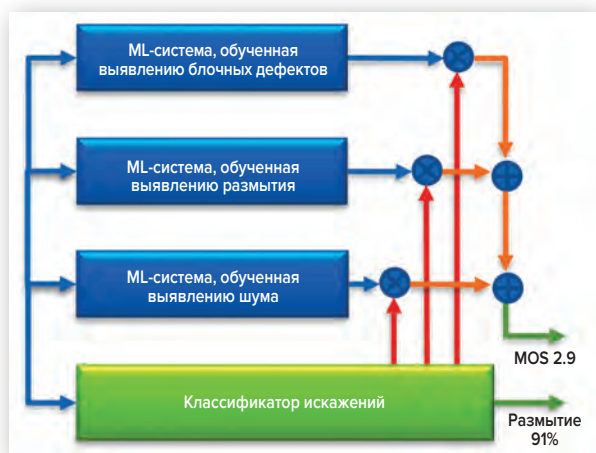 ML-система, обученная
выявлению блочных дефектов
ML-система, обученная
выявлению размытия
ML-система, обученная
выявлению шума
MOS 2.9
Классификатор искажений
Размытие
91%